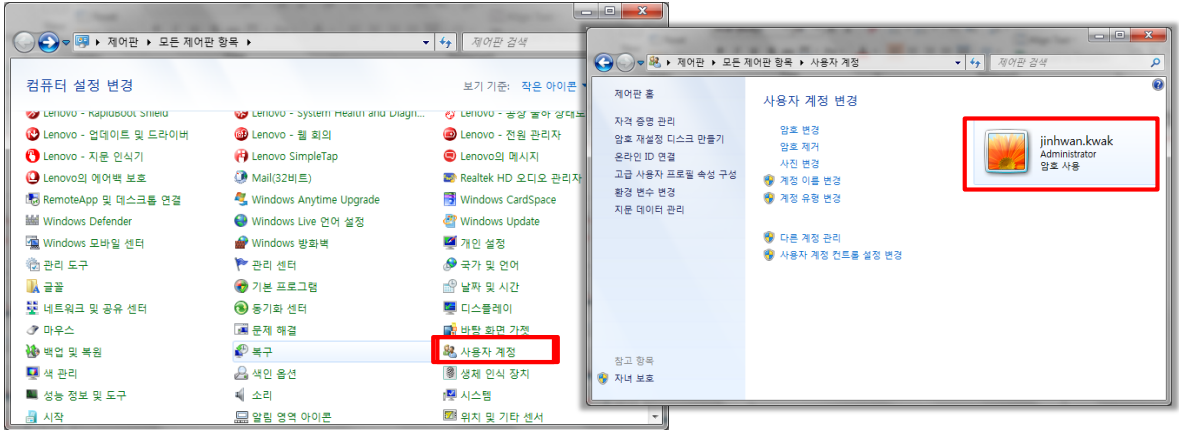 제어판 ▸ 모든 제어판 항목 ▸
제어판 검색
컴퓨터 설정 변경
보기 기준: 작은 아이콘
Lenovo - RapidBoot Shield
Lenovo - System Health and Diagn...
Lenovo - 업데이트 및 드라이버
Lenovo - 웹 회의
Lenovo - 전원 관리자
Lenovo - 지문 인식기
Lenovo SimpleTap
Lenovo의 메시지
Lenovo의 에어백 보호
Mail(32비트)
Realtek HD 오디오 관리자
RemoteApp 및 데스크톱 연결
Windows Anytime Upgrade
Windows CardSpace
Windows Defender
Windows Live 언어 설정
Windows Update
Windows 모바일 센터
Windows 방화벽
개인 설정
관리 도구
관리 센터
국가 및 언어
글꼴
기본 프로그램
날짜 및 시간
네트워크 및 공유 센터
동기화 센터
디스플레이
마우스
문제 해결
바탕 화면 가젯
백업 및 복원
복구
사용자 계정
색 관리
색인 옵션
생체 인식 장치
성능 정보 및 도구
소리
시스템
시작
알림 영역 아이콘
위치 및 기타 센서
제어판 ▸ 모든 제어판 항목 ▸ 사용자 계정
제어판 검색
제어판 홈
자격 증명 관리
암호 재설정 디스크 만들기
온라인 ID 연결
고급 사용자 프로필 속성 구성
환경 변수 변경
지문 데이터 관리
참고 항목
자녀 보호
사용자 계정 변경
암호 변경
암호 제거
사진 변경
계정 이름 변경
계정 유형 변경
다른 계정 관리
사용자 계정 컨트롤 설정 변경
jinhwan.kwak
Administrator
암호 사용